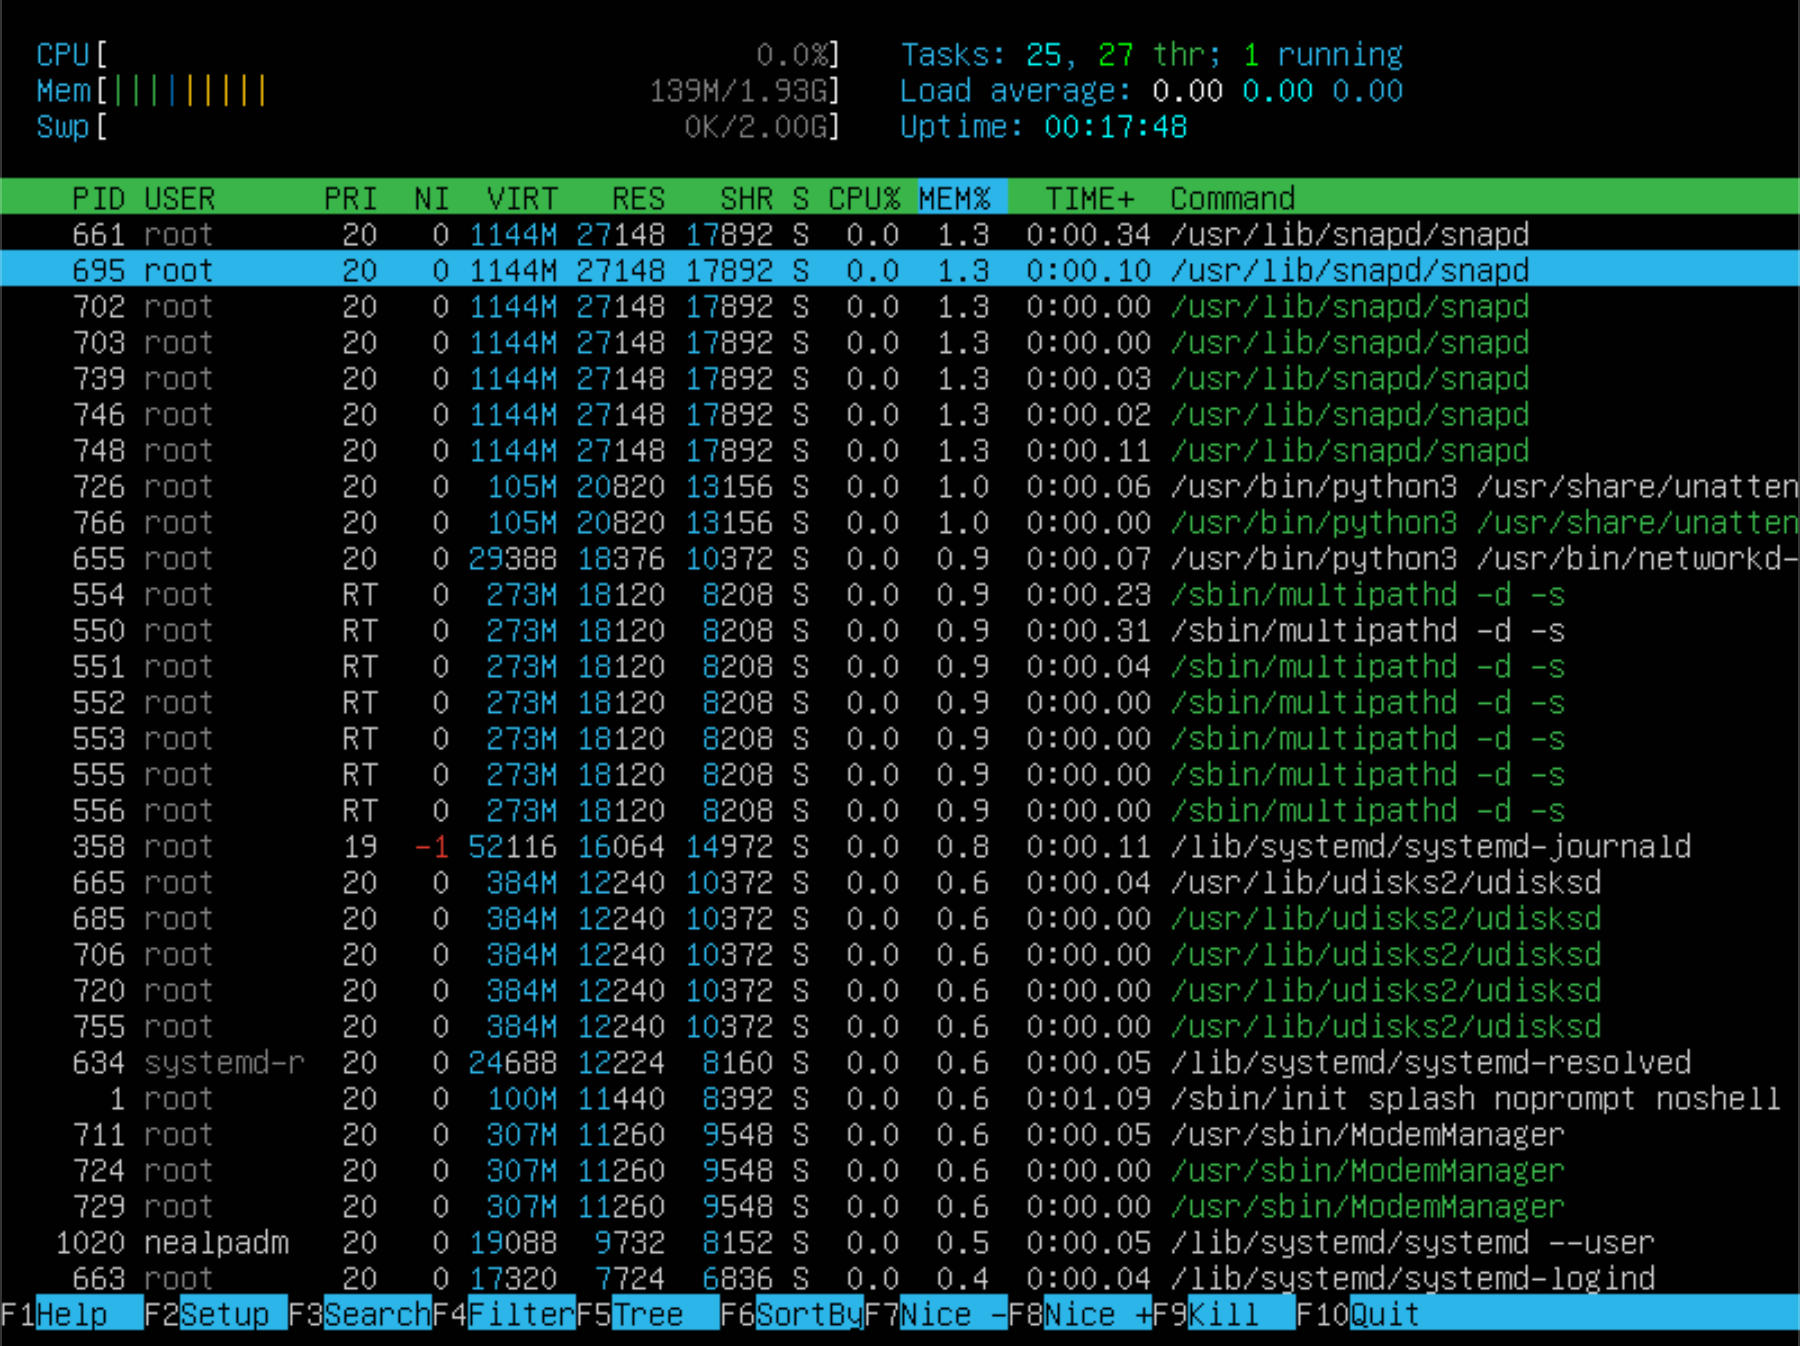 CPU[ 0.0%] Tasks: 25, 27 thr; 1 running
Mem[||||||||| 139M/1.93G] Load average: 0.00 0.00 0.00
Swp[ 0K/2.00G] Uptime: 00:17:48
PID USER PRI NI VIRT RES SHR S CPU% MEM% TIME+ Command
661 root 20 0 1144M 27148 17892 S 0.0 1.3 0:00.34 /usr/lib/snapd/snapd
695 root 20 0 1144M 27148 17892 S 0.0 1.3 0:00.10 /usr/lib/snapd/snapd
702 root 20 0 1144M 27148 17892 S 0.0 1.3 0:00.00 /usr/lib/snapd/snapd
703 root 20 0 1144M 27148 17892 S 0.0 1.3 0:00.00 /usr/lib/snapd/snapd
739 root 20 0 1144M 27148 17892 S 0.0 1.3 0:00.03 /usr/lib/snapd/snapd
746 root 20 0 1144M 27148 17892 S 0.0 1.3 0:00.02 /usr/lib/snapd/snapd
748 root 20 0 1144M 27148 17892 S 0.0 1.3 0:00.11 /usr/lib/snapd/snapd
726 root 20 0 105M 20820 13156 S 0.0 1.0 0:00.06 /usr/bin/python3 /usr/share/unatten
766 root 20 0 105M 20820 13156 S 0.0 1.0 0:00.00 /usr/bin/python3 /usr/share/unatten
655 root 20 0 29388 18376 10372 S 0.0 0.9 0:00.07 /usr/bin/python3 /usr/bin/networkd-
554 root RT 0 273M 18120 8208 S 0.0 0.9 0:00.23 /sbin/multipathd -d -s
550 root RT 0 273M 18120 8208 S 0.0 0.9 0:00.31 /sbin/multipathd -d -s
551 root RT 0 273M 18120 8208 S 0.0 0.9 0:00.04 /sbin/multipathd -d -s
552 root RT 0 273M 18120 8208 S 0.0 0.9 0:00.00 /sbin/multipathd -d -s
553 root RT 0 273M 18120 8208 S 0.0 0.9 0:00.00 /sbin/multipathd -d -s
555 root RT 0 273M 18120 8208 S 0.0 0.9 0:00.00 /sbin/multipathd -d -s
556 root RT 0 273M 18120 8208 S 0.0 0.9 0:00.00 /sbin/multipathd -d -s
358 root 19 -1 52116 16064 14972 S 0.0 0.8 0:00.11 /lib/systemd/systemd-journald
665 root 20 0 384M 12240 10372 S 0.0 0.6 0:00.04 /usr/lib/udisks2/udisksd
685 root 20 0 384M 12240 10372 S 0.0 0.6 0:00.00 /usr/lib/udisks2/udisksd
706 root 20 0 384M 12240 10372 S 0.0 0.6 0:00.00 /usr/lib/udisks2/udisksd
720 root 20 0 384M 12240 10372 S 0.0 0.6 0:00.00 /usr/lib/udisks2/udisksd
755 root 20 0 384M 12240 10372 S 0.0 0.6 0:00.00 /usr/lib/udisks2/udisksd
634 systemd-r 20 0 24688 12224 8160 S 0.0 0.6 0:00.05 /lib/systemd/systemd-resolved
1 root 20 0 100M 11440 8392 S 0.0 0.6 0:01.09 /sbin/init splash noprompt noshell
711 root 20 0 307M 11260 9548 S 0.0 0.6 0:00.05 /usr/sbin/ModemManager
724 root 20 0 307M 11260 9548 S 0.0 0.6 0:00.00 /usr/sbin/ModemManager
729 root 20 0 307M 11260 9548 S 0.0 0.6 0:00.00 /usr/sbin/ModemManager
1020 nealpadm 20 0 19088 9732 8152 S 0.0 0.5 0:00.05 /lib/systemd/systemd --user
663 root 20 0 17320 7724 6836 S 0.0 0.4 0:00.04 /lib/systemd/systemd-logind
F1Help F2Setup F3SearchF4FilterF5Tree F6SortByF7Nice -F8Nice +F9Kill F10Quit